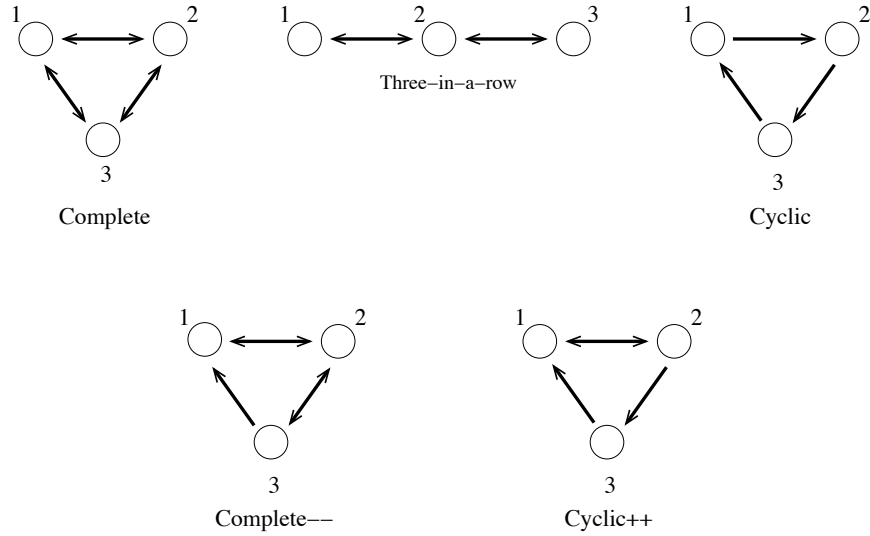 1 2
3
Complete
1 2 3
Three−in−a−row
1 2
3
Cyclic
1 2
3
Complete−−
1 2
3
Cyclic++